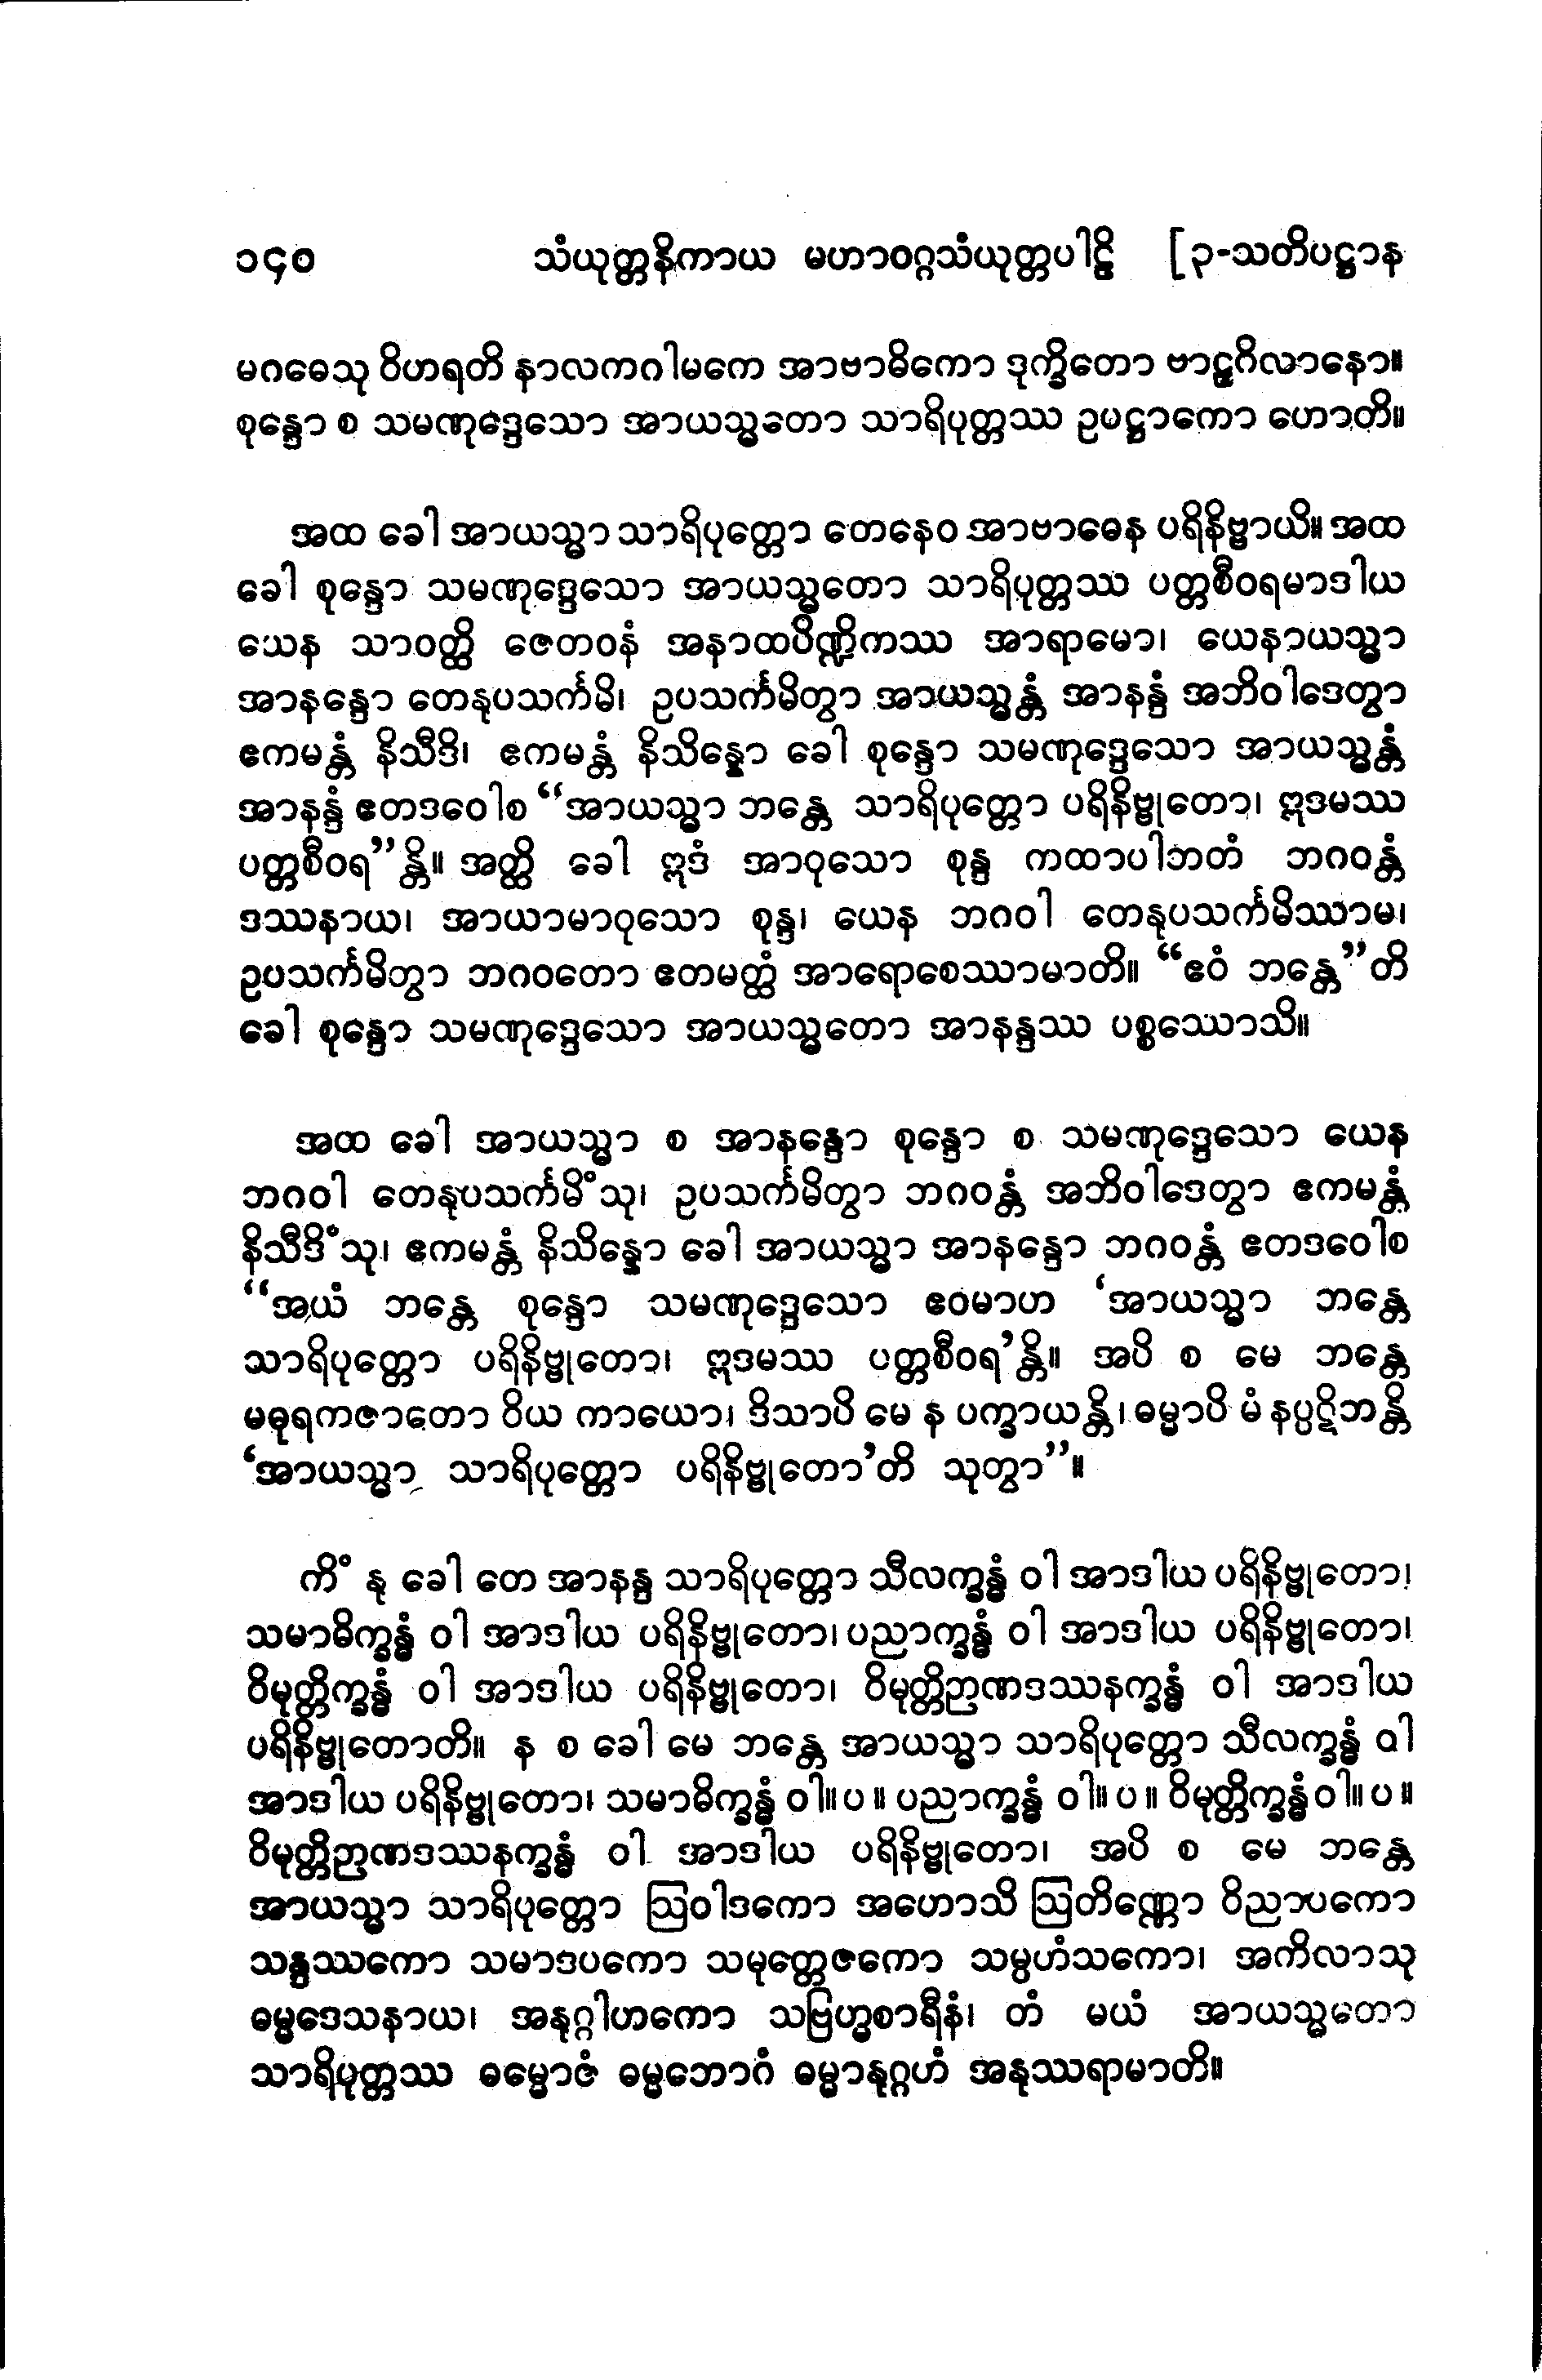 ၁၄၀ သံယုတ္တနိကာယ မဟာဝဂ္ဂသံယုတ္တပါဠိ [၃-သတိပဋ္ဌာန
မဂဓေသု ဝိဟရတိ နာလကဂါမကေ အာဗာဓိကော ဒုက္ခိတော ဗာဠှဂိလာနော။
စုန္ဒော စ သမဏုဒ္ဒေသော အာယသ္မတော သာရိပုတ္တဿ ဥပဋ္ဌာကော ဟောတိ။
အထ ခေါ အာယသ္မာ သာရိပုတ္တော တေနေဝ အာဗာဓေန ပရိနိဗ္ဗာယိ။ အထ
ခေါ စုန္ဒော သမဏုဒ္ဒေသော အာယသ္မတော သာရိပုတ္တဿ ပတ္တစီဝရမာဒါယ
ယေန သာဝတ္ထိ ဇေတဝနံ အနာထပိဏ္ဍိကဿ အာရာမော၊ ယေနာယသ္မာ
အာနန္ဒော တေနုပသင်္ကမိ၊ ဥပသင်္ကမိတွာ အာယသ္မန္တံ အာနန္ဒံ အဘိဝါဒေတွာ
ဧကမန္တံ နိသီဒိ၊ ဧကမန္တံ နိသိန္နော ခေါ စုန္ဒော သမဏုဒ္ဒေသော အာယသ္မန္တံ
အာနန္ဒံ ဧတဒဝေါစ “အာယသ္မာ ဘန္တေ သာရိပုတ္တော ပရိနိဗ္ဗုတော၊ ဣဒမဿ
ပတ္တစီဝရ”န္တိ။ အတ္ထိ ခေါ ဣဒံ အာဝုသော စုန္ဒ ကထာပါဘတံ ဘဂဝန္တံ
ဒဿနာယ၊ အာယာမာဝုသော စုန္ဒ၊ ယေန ဘဂဝါ တေနုပသင်္ကမိဿာမ၊
ဥပသင်္ကမိတွာ ဘဂဝတော ဧတမတ္ထံ အာရောစေဿာမာတိ။ “ဧဝံ ဘန္တေ”တိ
ခေါ စုန္ဒော သမဏုဒ္ဒေသော အာယသ္မတော အာနန္ဒဿ ပစ္စဿောသိ။
အထ ခေါ အာယသ္မာ စ အာနန္ဒော စုန္ဒော စ သမဏုဒ္ဒေသော ယေန
ဘဂဝါ တေနုပသင်္ကမိံသု၊ ဥပသင်္ကမိတွာ ဘဂဝန္တံ အဘိဝါဒေတွာ ဧကမန္တံ
နိသီဒိံသု၊ ဧကမန္တံ နိသိန္နော ခေါ အာယသ္မာ အာနန္ဒော ဘဂဝန္တံ ဧတဒဝေါစ
“အယံ ဘန္တေ စုန္ဒော သမဏုဒ္ဒေသော ဧဝမာဟ ‘အာယသ္မာ ဘန္တေ
သာရိပုတ္တော ပရိနိဗ္ဗုတော၊ ဣဒမဿ ပတ္တစီဝရ’န္တိ။ အပိ စ မေ ဘန္တေ
မဓုရကဇာတော ဝိယ ကာယော၊ ဒိသာပိ မေ န ပက္ခာယန္တိ၊ ဓမ္မာပိ မံ နပ္ပဋိဘန္တိ
‘အာယသ္မာ သာရိပုတ္တော ပရိနိဗ္ဗုတော’တိ သုတွာ”။
ကိံ နု ခေါ တေ အာနန္ဒ သာရိပုတ္တော သီလက္ခန္ဓံ ဝါ အာဒါယ ပရိနိဗ္ဗုတော၊
သမာဓိက္ခန္ဓံ ဝါ အာဒါယ ပရိနိဗ္ဗုတော၊ ပညာက္ခန္ဓံ ဝါ အာဒါယ ပရိနိဗ္ဗုတော၊
ဝိမုတ္တိက္ခန္ဓံ ဝါ အာဒါယ ပရိနိဗ္ဗုတော၊ ဝိမုတ္တိဉာဏဒဿနက္ခန္ဓံ ဝါ အာဒါယ
ပရိနိဗ္ဗုတောတိ။ န စ ခေါ မေ ဘန္တေ အာယသ္မာ သာရိပုတ္တော သီလက္ခန္ဓံ ဝါ
အာဒါယ ပရိနိဗ္ဗုတော၊ သမာဓိက္ခန္ဓံ ဝါ။ ပ ။ ပညာက္ခန္ဓံ ဝါ။ ပ ။ ဝိမုတ္တိက္ခန္ဓံ ဝါ။ ပ ။
ဝိမုတ္တိဉာဏဒဿနက္ခန္ဓံ ဝါ အာဒါယ ပရိနိဗ္ဗုတော၊ အပိ စ မေ ဘန္တေ
အာယသ္မာ သာရိပုတ္တော ဩဝါဒကော အဟောသိ ဩတိဏ္ဏော ဝိညာပကော
သန္ဒဿကော သမာဒပကော သမုတ္တေဇကော သမ္ပဟံသကော၊ အကိလာသု
ဓမ္မဒေသနာယ၊ အနုဂ္ဂါဟကော သဗြဟ္မစာရီနံ၊ တံ မယံ အာယသ္မတော
သာရိပုတ္တဿ ဓမ္မောဇံ ဓမ္မဘောဂံ ဓမ္မာနုဂ္ဂဟံ အနုဿရာမာတိ။